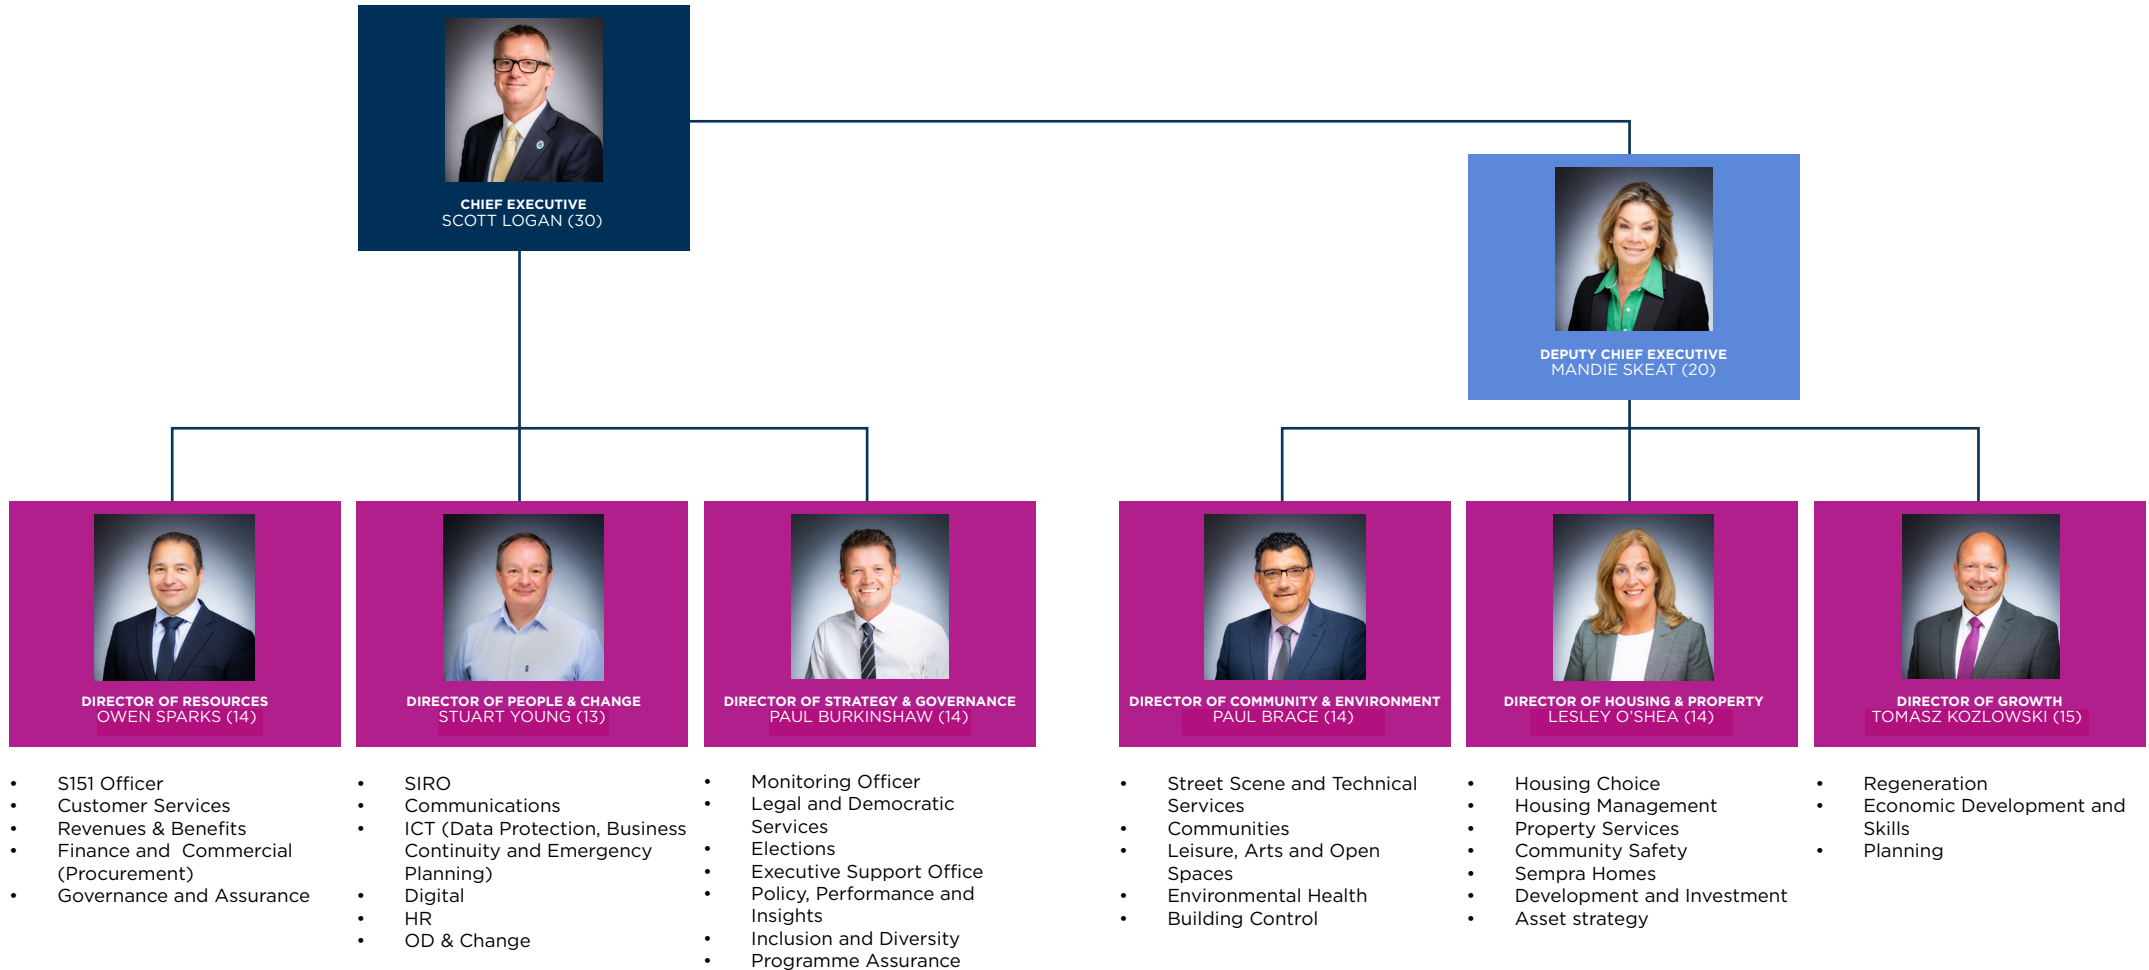 CHIEF EXECUTIVE
SCOTT LOGAN (30)
DEPUTY CHIEF EXECUTIVE
MANDIE SKEAT (20)
DIRECTOR OF RESOURCES
OWEN SPARKS (14)
• S151 Officer
• Customer Services
• Revenues & Benefits
• Finance and Commercial
(Procurement)
• Governance and Assurance
DIRECTOR OF PEOPLE & CHANGE
STUART YOUNG (13)
• SIRO
• Communications
• ICT (Data Protection, Business
Continuity and Emergency
Planning)
• Digital
• HR
• OD & Change
DIRECTOR OF STRATEGY & GOVERNANCE
PAUL BURKINSHAW (14)
• Monitoring Officer
• Legal and Democratic
Services
• Elections
• Executive Support Office
• Policy, Performance and
Insights
• Inclusion and Diversity
• Programme Assurance
DIRECTOR OF COMMUNITY & ENVIRONMENT
PAUL BRACE (14)
• Street Scene and Technical
Services
• Communities
• Leisure, Arts and Open
Spaces
• Environmental Health
• Building Control
DIRECTOR OF HOUSING & PROPERTY
LESLEY O'SHEA (14)
• Housing Choice
• Housing Management
• Property Services
• Community Safety
• Sempra Homes
• Development and Investment
• Asset strategy
DIRECTOR OF GROWTH
TOMASZ KOZLOWSKI (15)
• Regeneration
• Economic Development and
Skills
• Planning